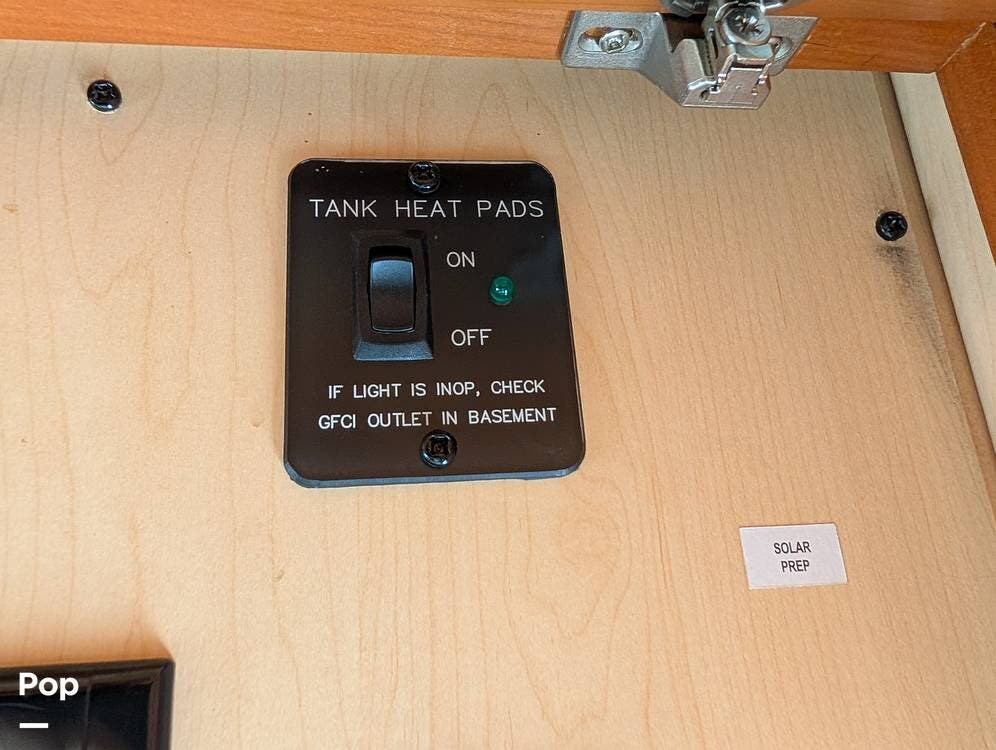 TANK HEAT PADS
ON
OFF
IF LIGHT IS INOP, CHECK
GFCI OUTLET IN BASEMENT
SOLAR
PREP
Pop